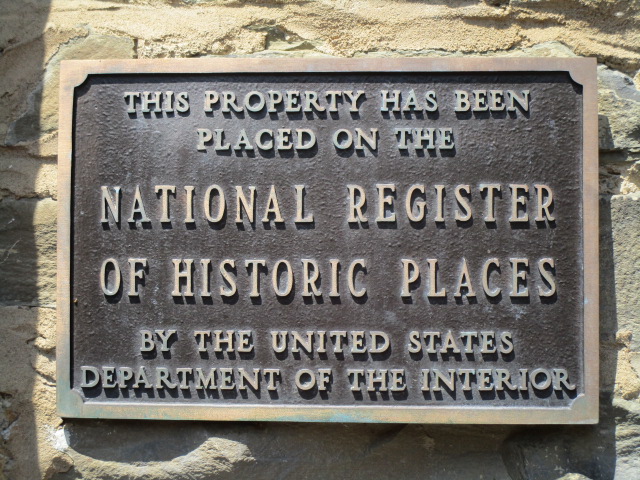 THIS PROPERTY HAS BEEN
PLACED ON THE
NATIONAL REGISTER
OF HISTORIC PLACES
BY THE UNITED STATES
DEPARTMENT OF THE INTERIOR